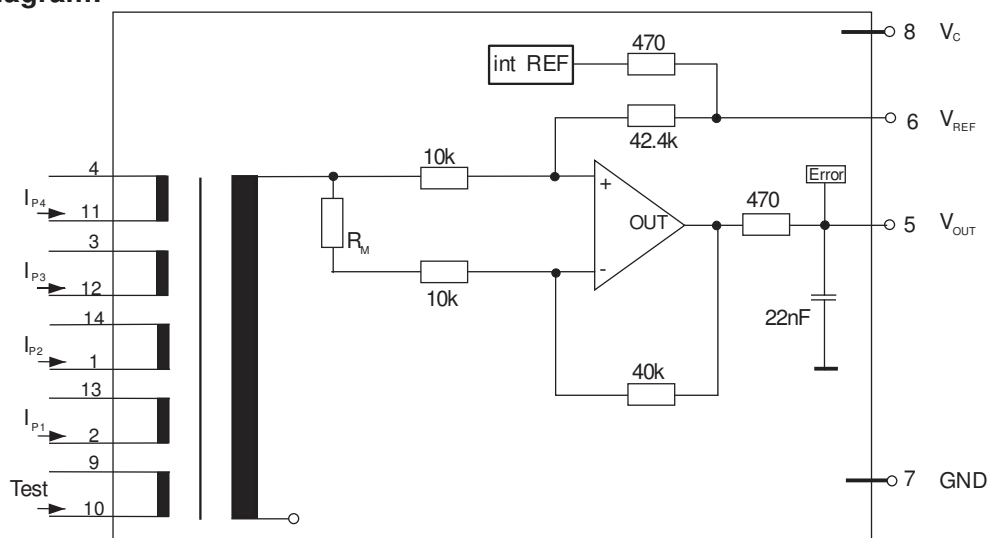 8 V_C
470
int REF
6 V_REF
42.4k
10k
4
Error
I_P4
+
470
11
OUT
5 V_OUT
3
R_M
I_P3
-
12
10k
14
22nF
I_P2
1
40k
13
I_P1
2
9
7 GND
Test
10